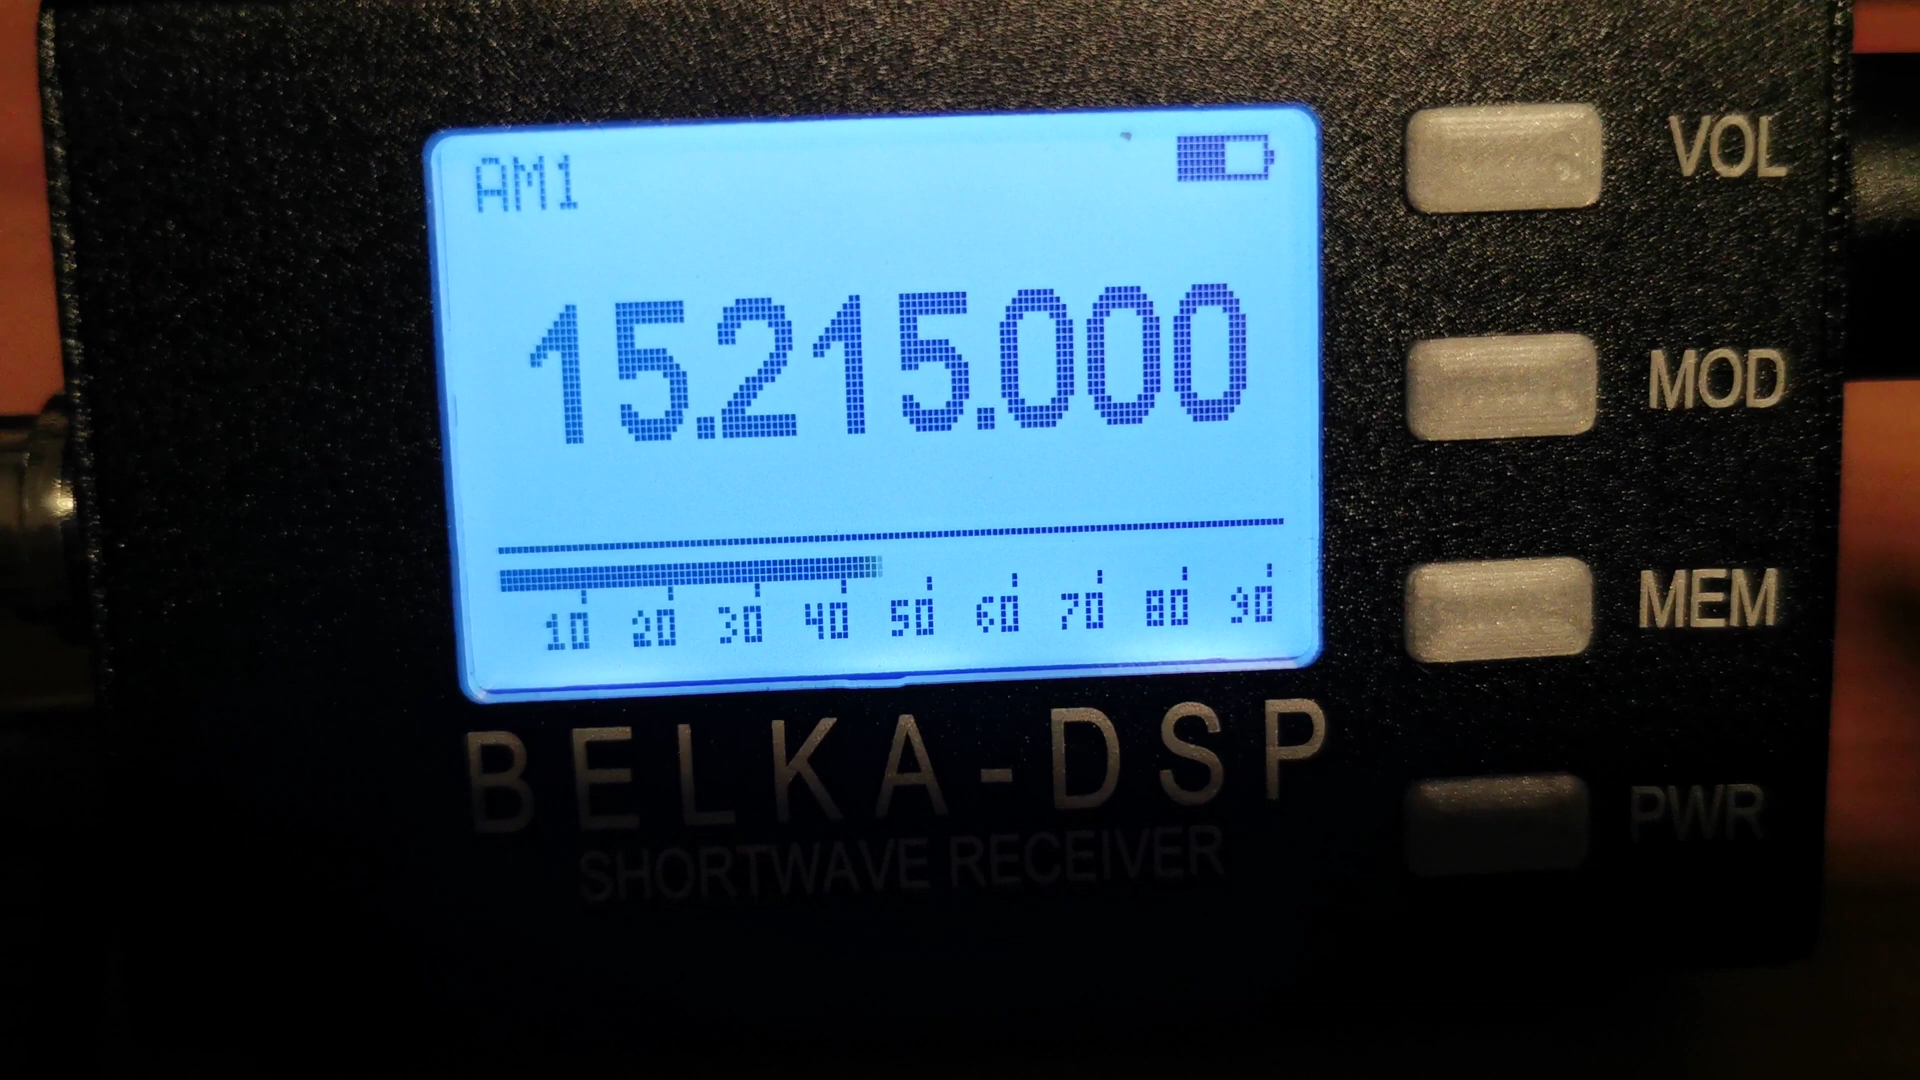 AM1
15.215.000
10 20 30 40 50 60 70 80 90
VOL
MOD
MEM
PWR
BELKA-DSP
SHORTWAVE RECEIVER